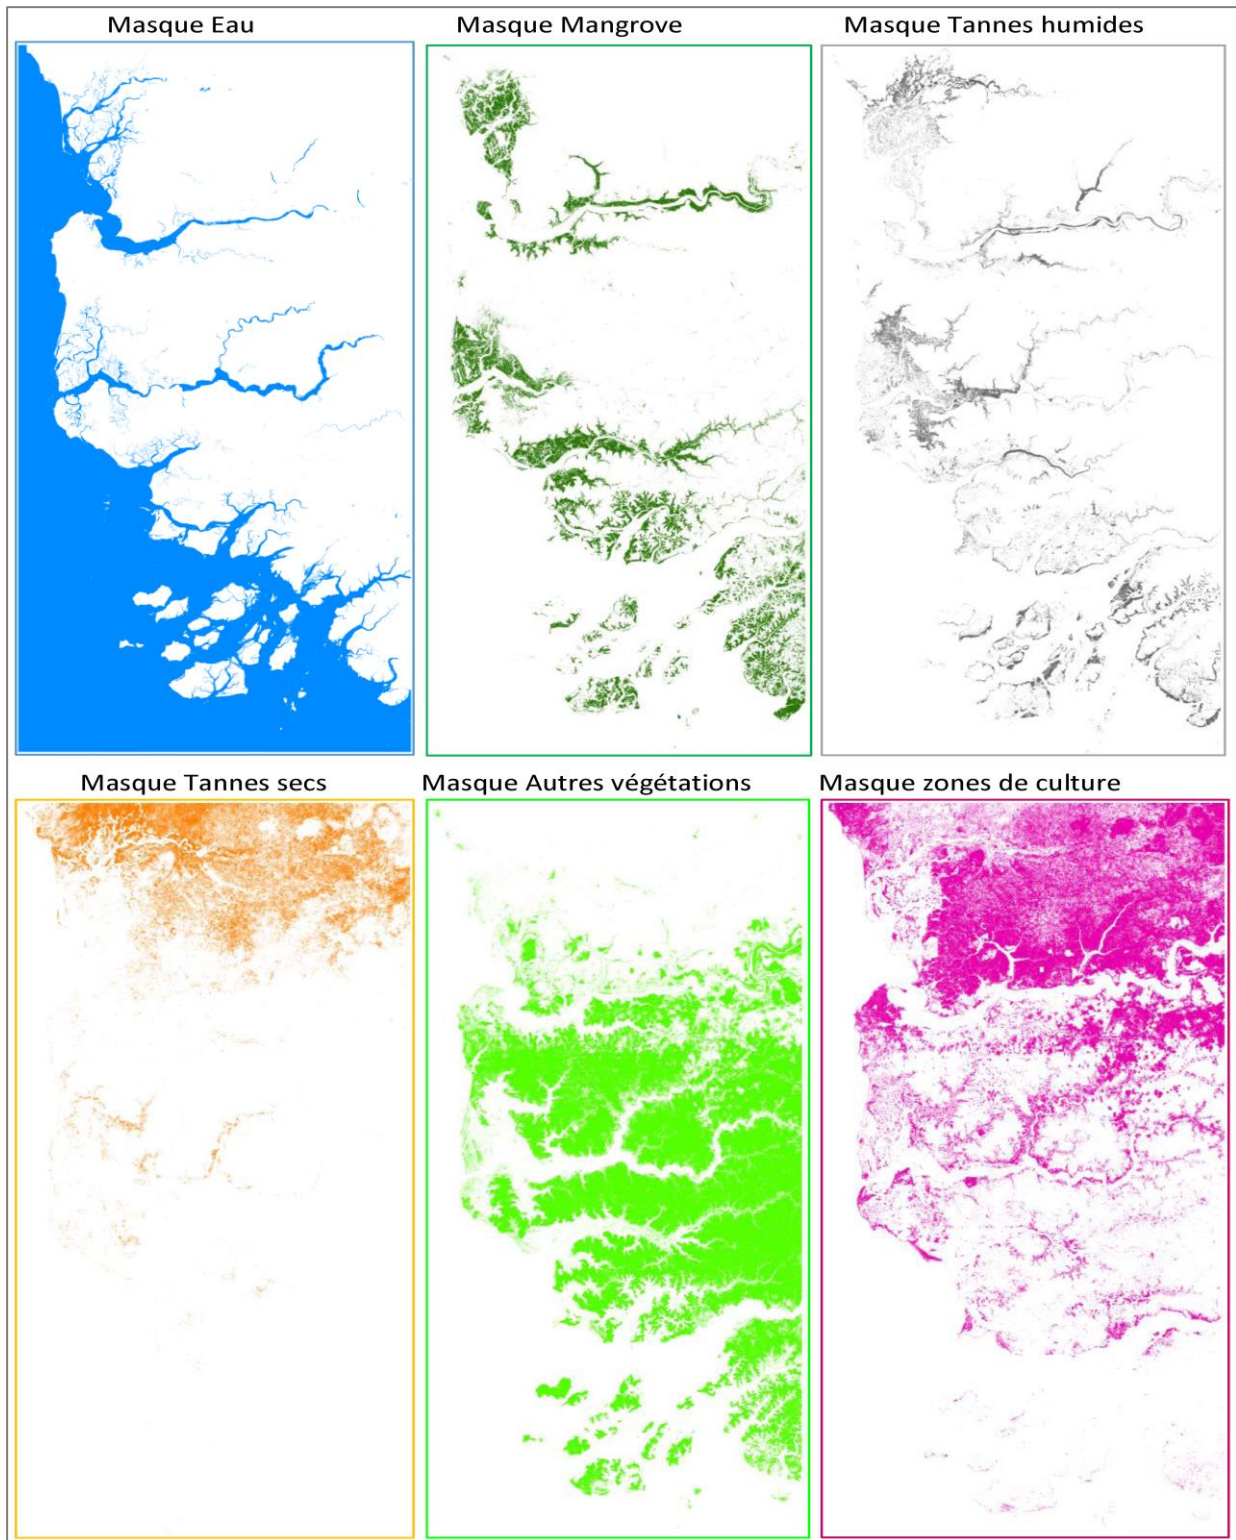 Masque Eau
Masque Mangrove
Masque Tannes humides
Masque Tannes secs
Masque Autres végétations
Masque zones de culture